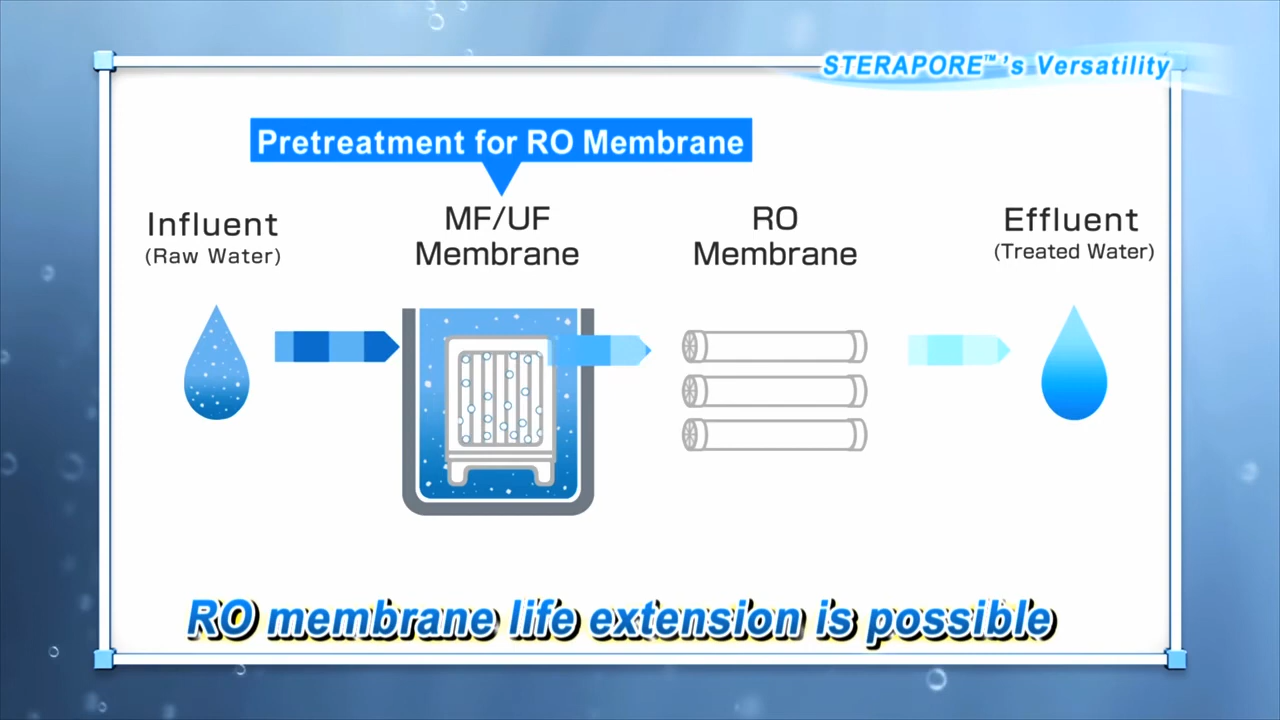 STERAPORE™'s Versatility
Pretreatment for RO Membrane
Influent
(Raw Water)
MF/UF
Membrane
RO
Membrane
Effluent
(Treated Water)
RO membrane life extension is possible